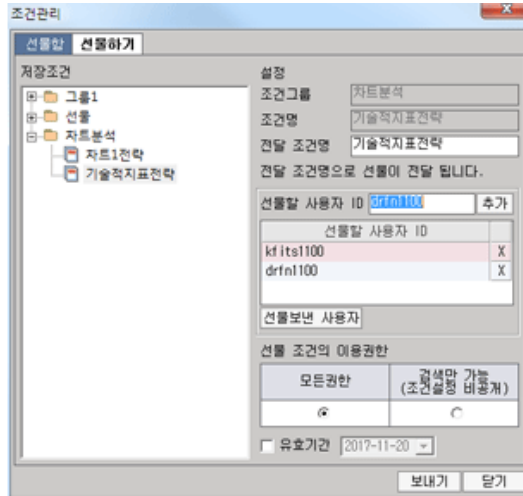 조건관리
선물함 선물하기
저장조건
그룹1
선물
차트분석
차트1전략
기술적지표전략
설정
조건그룹 차트분석
조건명 기술적지표전략
전달 조건명 기술적지표전략
전달 조건명으로 선물이 전달 됩니다.
선물할 사용자 ID drfn1100 추가
선물할 사용자 ID
kfits1100 X
drfn1100 X
선물보낸 사용자
선물 조건의 이용권한
모든권한
검색만 가능
(조건설정 비공개)
유효기간 2017-11-20
보내기 닫기